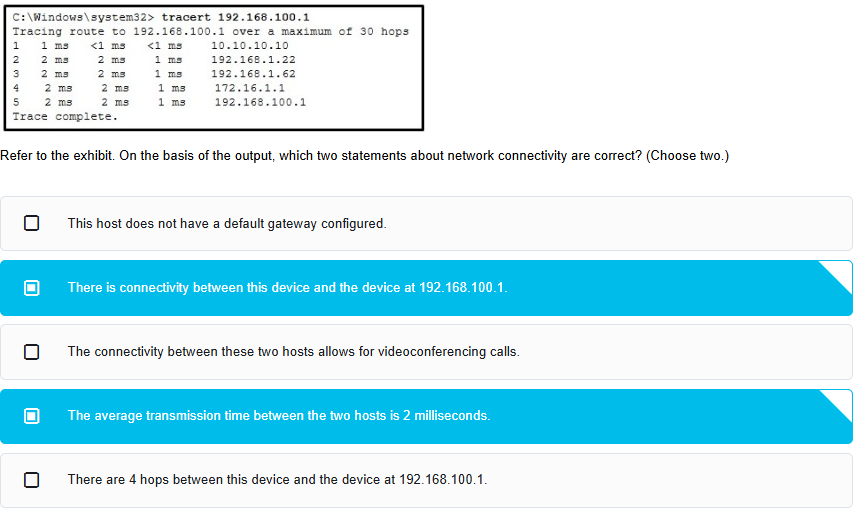 C:\Windows\system32> tracert 192.168.100.1
Tracing route to 192.168.100.1 over a maximum of 30 hops
1 1 ms <1 ms <1 ms 10.10.10.10
2 2 ms 2 ms 1 ms 192.168.1.22
3 2 ms 2 ms 1 ms 192.168.1.62
4 2 ms 2 ms 1 ms 172.16.1.1
5 2 ms 2 ms 1 ms 192.168.100.1
Trace complete.
Refer to the exhibit. On the basis of the output, which two statements about network connectivity are correct? (Choose two.)
This host does not have a default gateway configured.
There is connectivity between this device and the device at 192.168.100.1.
The connectivity between these two hosts allows for videoconferencing calls.
The average transmission time between the two hosts is 2 milliseconds.
There are 4 hops between this device and the device at 192.168.100.1.